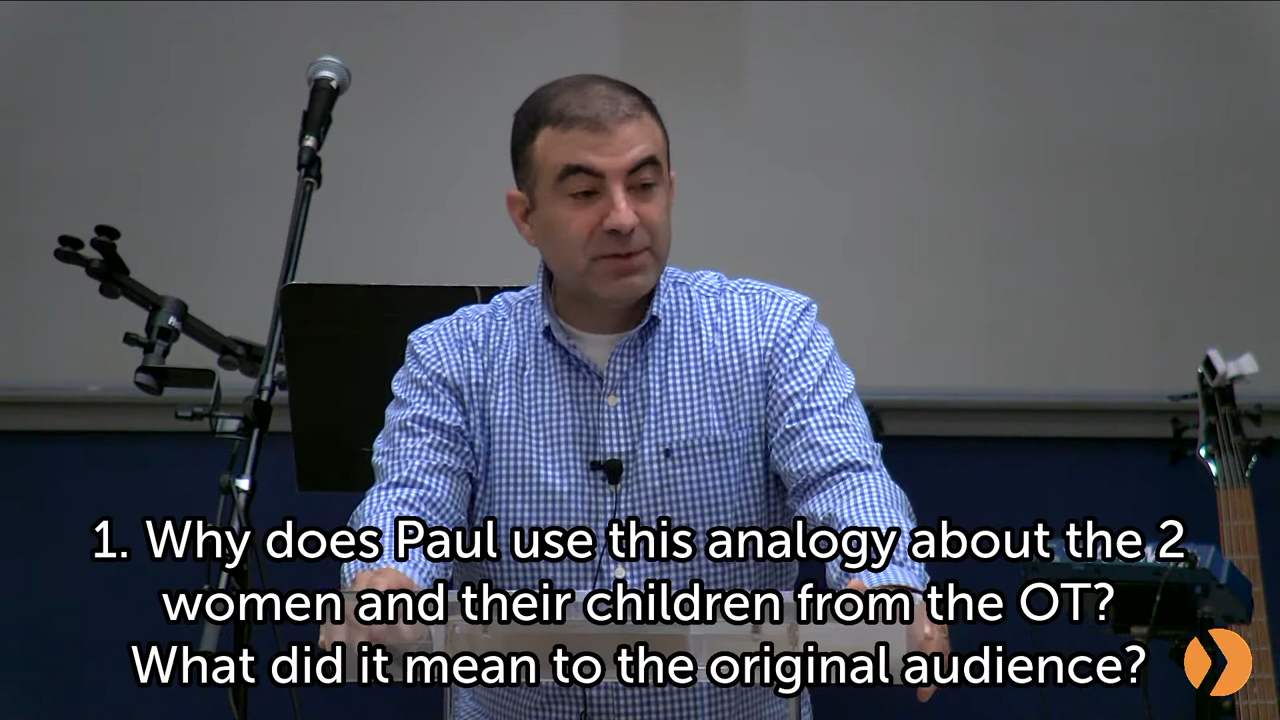 1. Why does Paul use this analogy about the 2
women and their children from the OT?
What did it mean to the original audience?